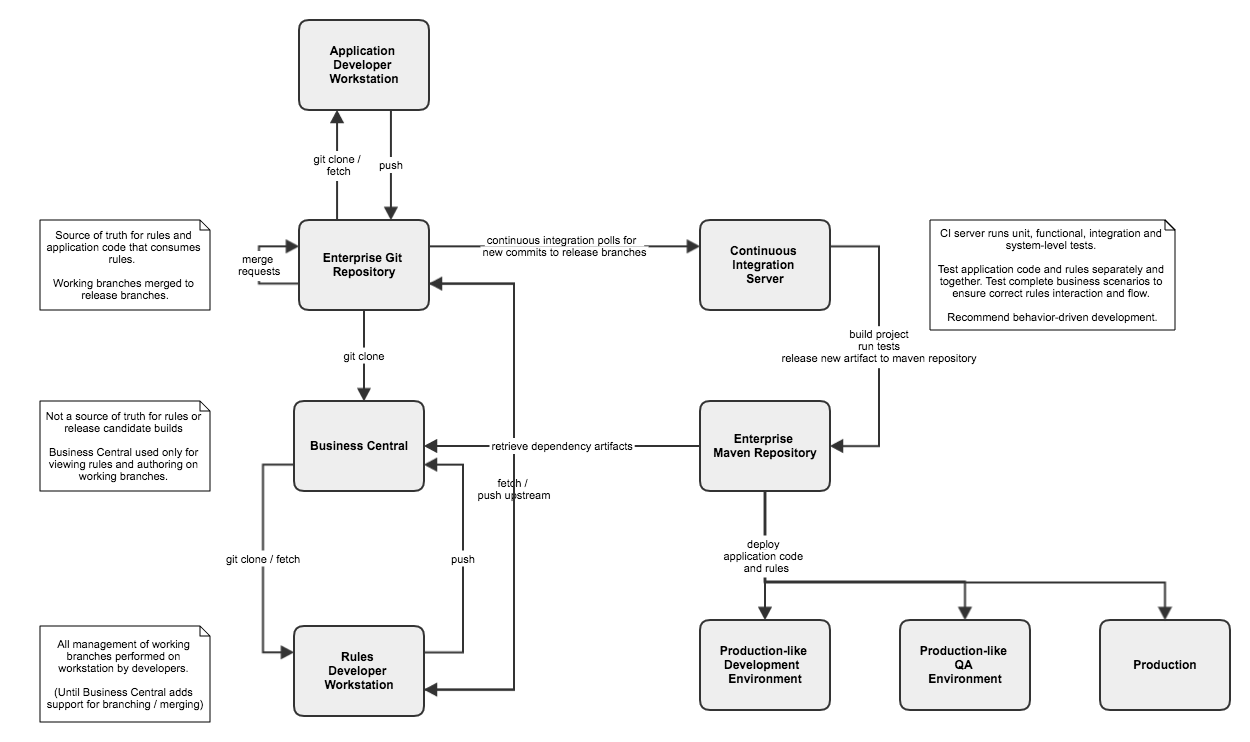 Application
Developer
Workstation
git clone /
fetch
push
Source of truth for rules and
application code that consumes
rules.
Working branches merged to
release branches.
merge
requests
Enterprise Git
Repository
continuous integration polls for
new commits to release branches
Continuous
Integration
Server
CI server runs unit, functional, integration and
system-level tests.
Test application code and rules separately and
together. Test complete business scenarios to
ensure correct rules interaction and flow.
Recommend behavior-driven development.
git clone
build project
run tests
release new artifact to maven repository
Not a source of truth for rules or
release candidate builds
Business Central used only for
viewing rules and authoring on
working branches.
Business Central
retrieve dependency artifacts
Enterprise
Maven Repository
fetch /
push upstream
git clone / fetch
push
deploy
application code
and rules
All management of working
branches performed on
workstation by developers.
(Until Business Central adds
support for branching / merging)
Rules
Developer
Workstation
Production-like
Development
Environment
Production-like
QA
Environment
Production